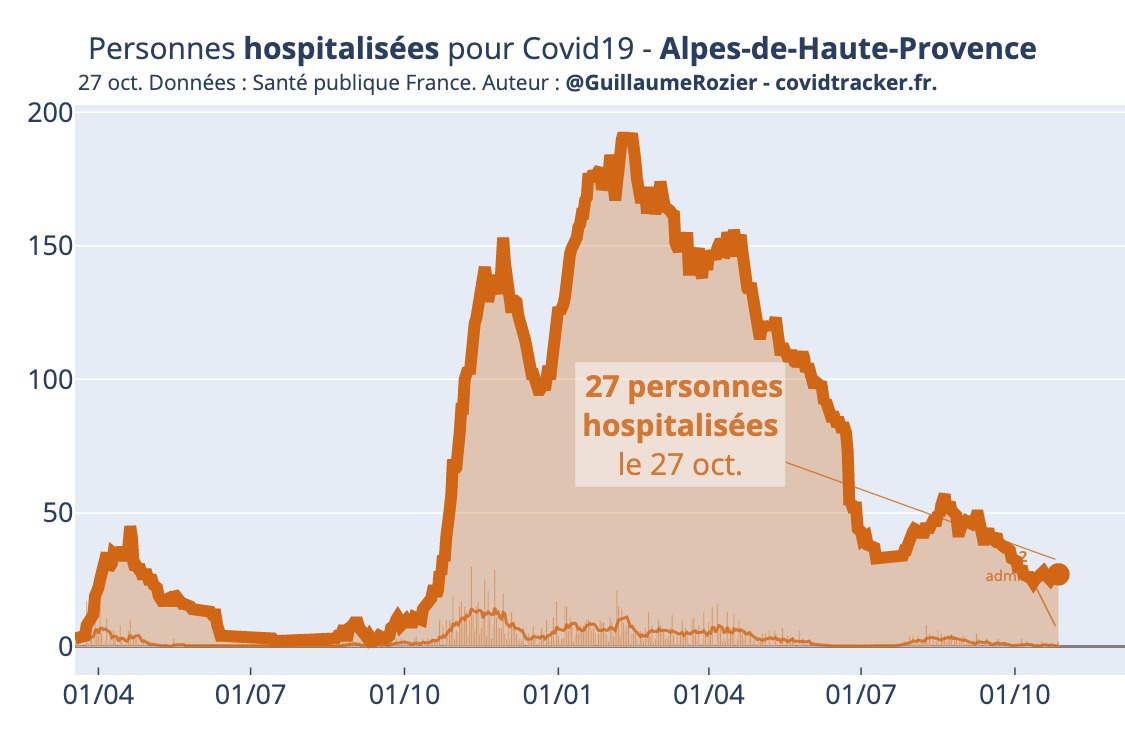 Personnes hospitalisées pour Covid19 - Alpes-de-Haute-Provence
27 oct. Données : Santé publique France. Auteur : @GuillaumeRozier - covidtracker.fr.
200
150
100
50
0
27 personnes
hospitalisées
le 27 oct.
2
01/04
01/07
01/10
01/01
01/04
01/07
01/10